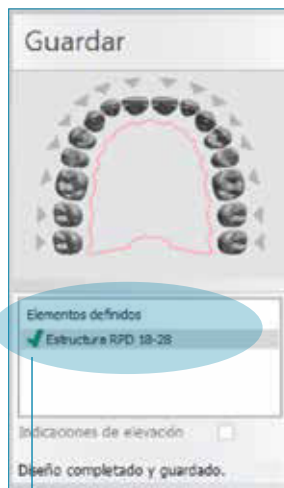 Guardar
Elementos definidos
Estructura RPD 18-28
Indicaciones de elevación
Diseño completado y guardado.